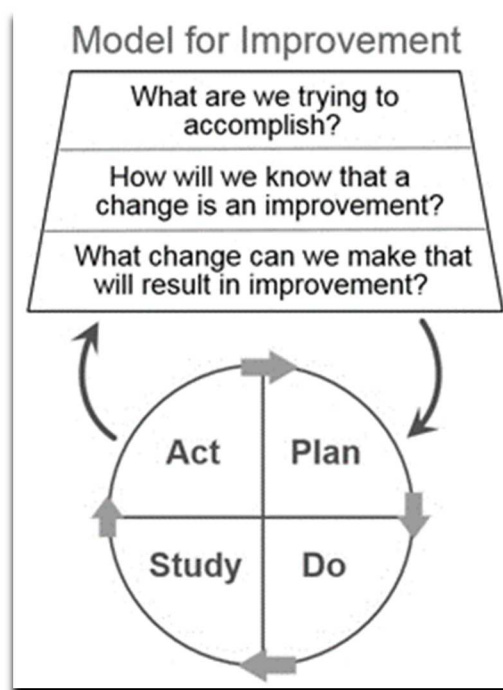 Model for Improvement
What are we trying to
accomplish?
How will we know that a
change is an improvement?
What change can we make that
will result in improvement?
Act
Plan
Study
Do